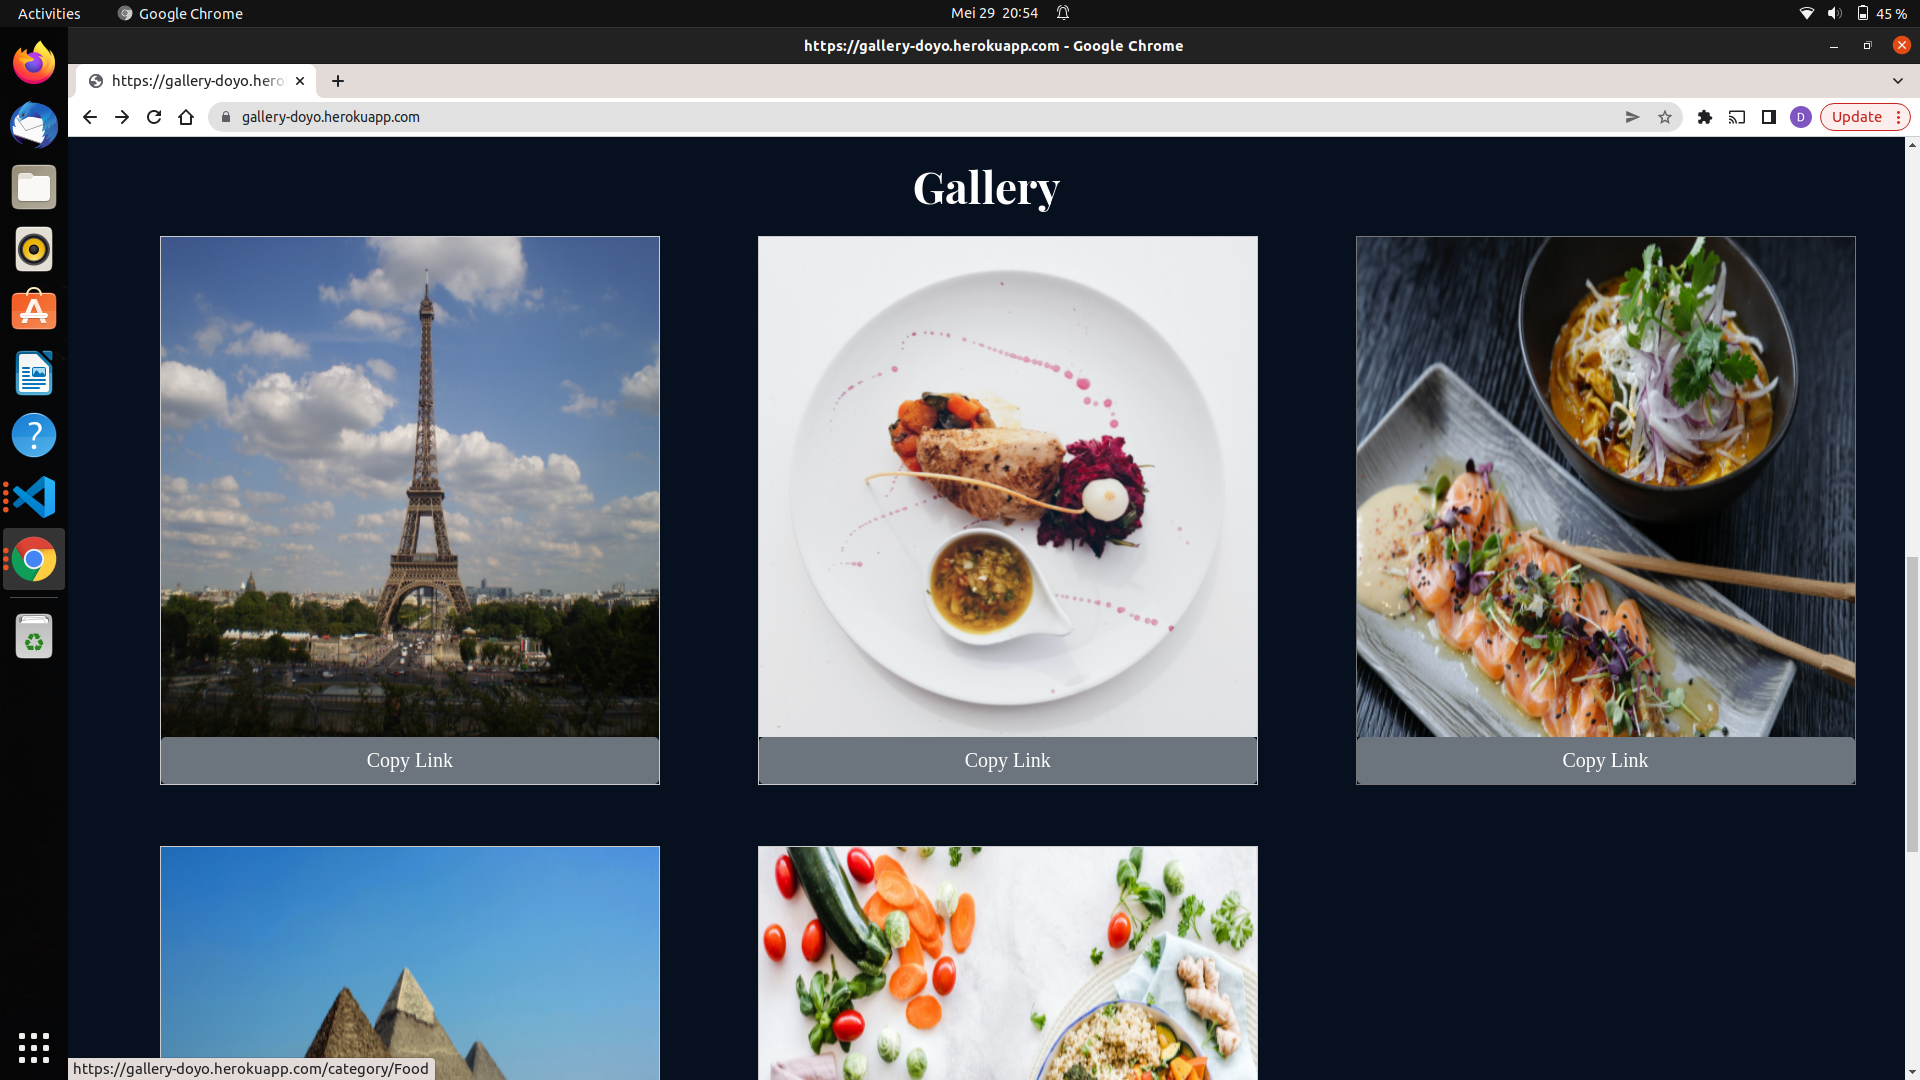 Activities
Google Chrome
Mei 29 20:54
45 %
https://gallery-doyo.herokuapp.com - Google Chrome
https://gallery-doyo.hero
gallery-doyo.herokuapp.com
D
Update
Gallery
Copy Link
Copy Link
Copy Link
https://gallery-doyo.herokuapp.com/category/Food